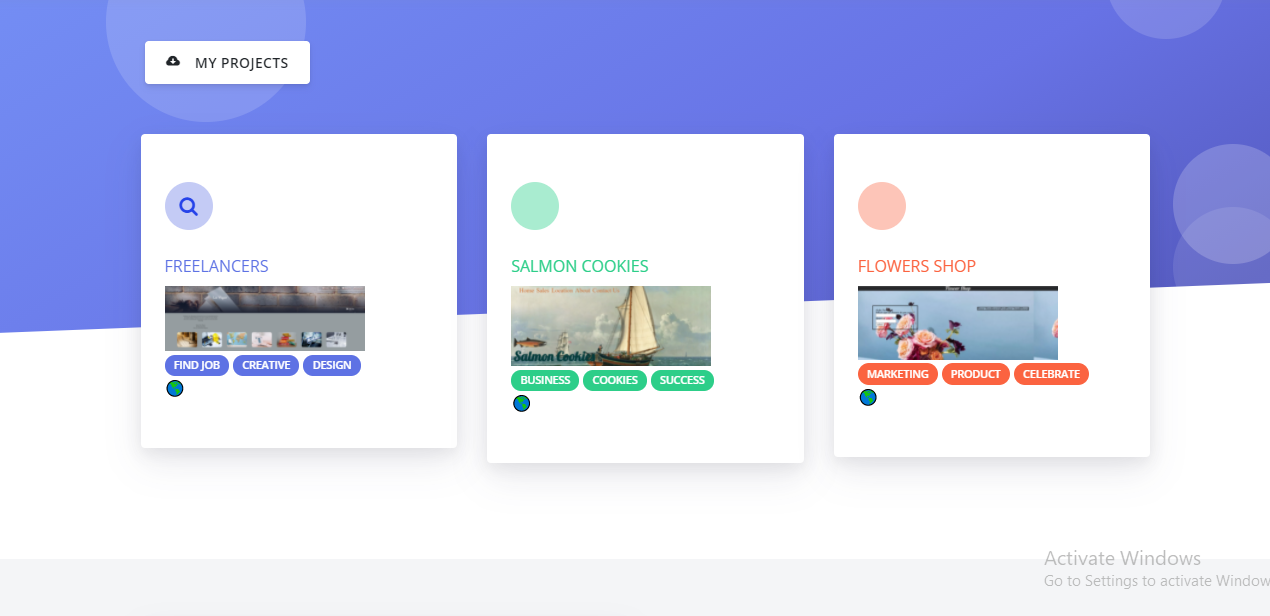 MY PROJECTS
FREELANCERS
FIND JOB CREATIVE DESIGN
SALMON COOKIES
Home Sales Location About Contact Us
Salmon Cookies
BUSINESS COOKIES SUCCESS
FLOWERS SHOP
Flower Shop
MARKETING PRODUCT CELEBRATE
Activate Windows
Go to Settings to activate Window